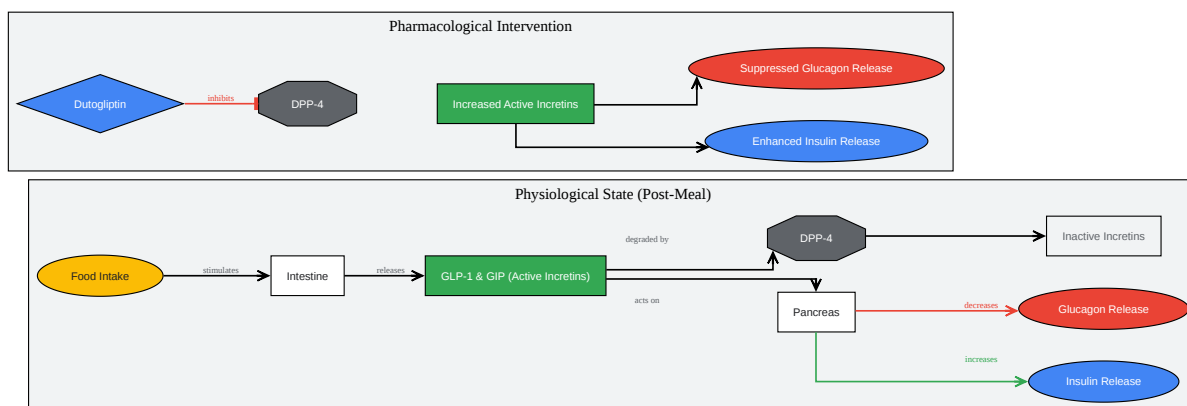 Pharmacological Intervention
Suppressed Glucagon Release
Dutogliptin
inhibits
DPP-4
Increased Active Incretins
Enhanced Insulin Release
Physiological State (Post-Meal)
degraded by
DPP-4
Inactive Incretins
Food Intake
stimulates
Intestine
releases
GLP-1 & GIP (Active Incretins)
acts on
Pancreas
decreases
Glucagon Release
increases
Insulin Release